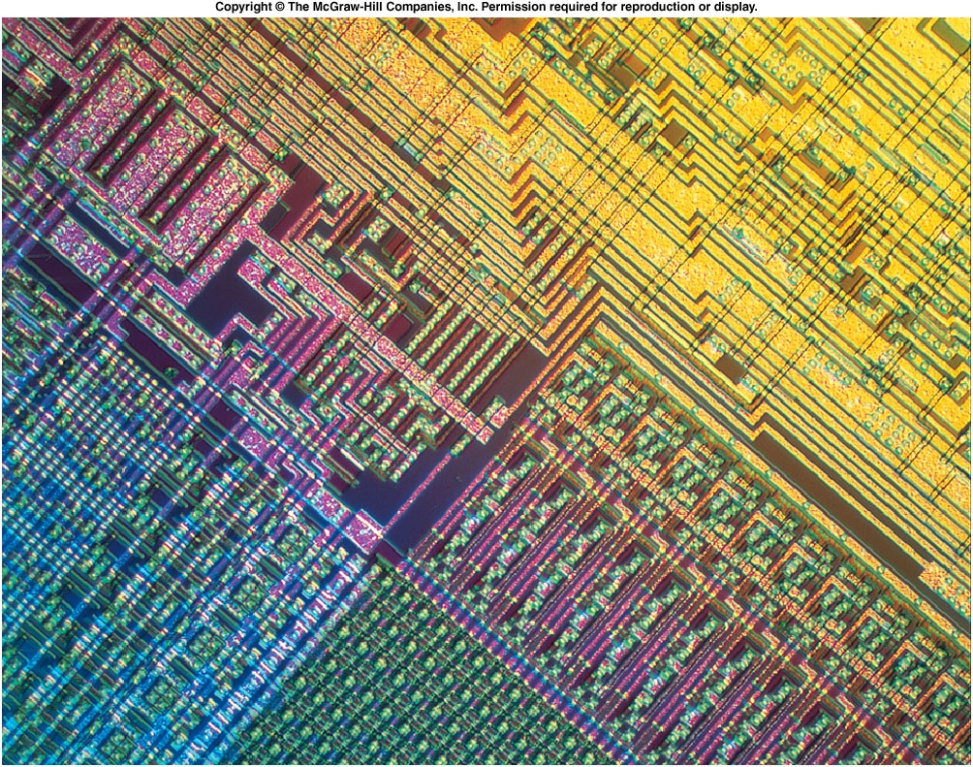 Copyright © The McGraw-Hill Companies, Inc. Permission required for reproduction or display.